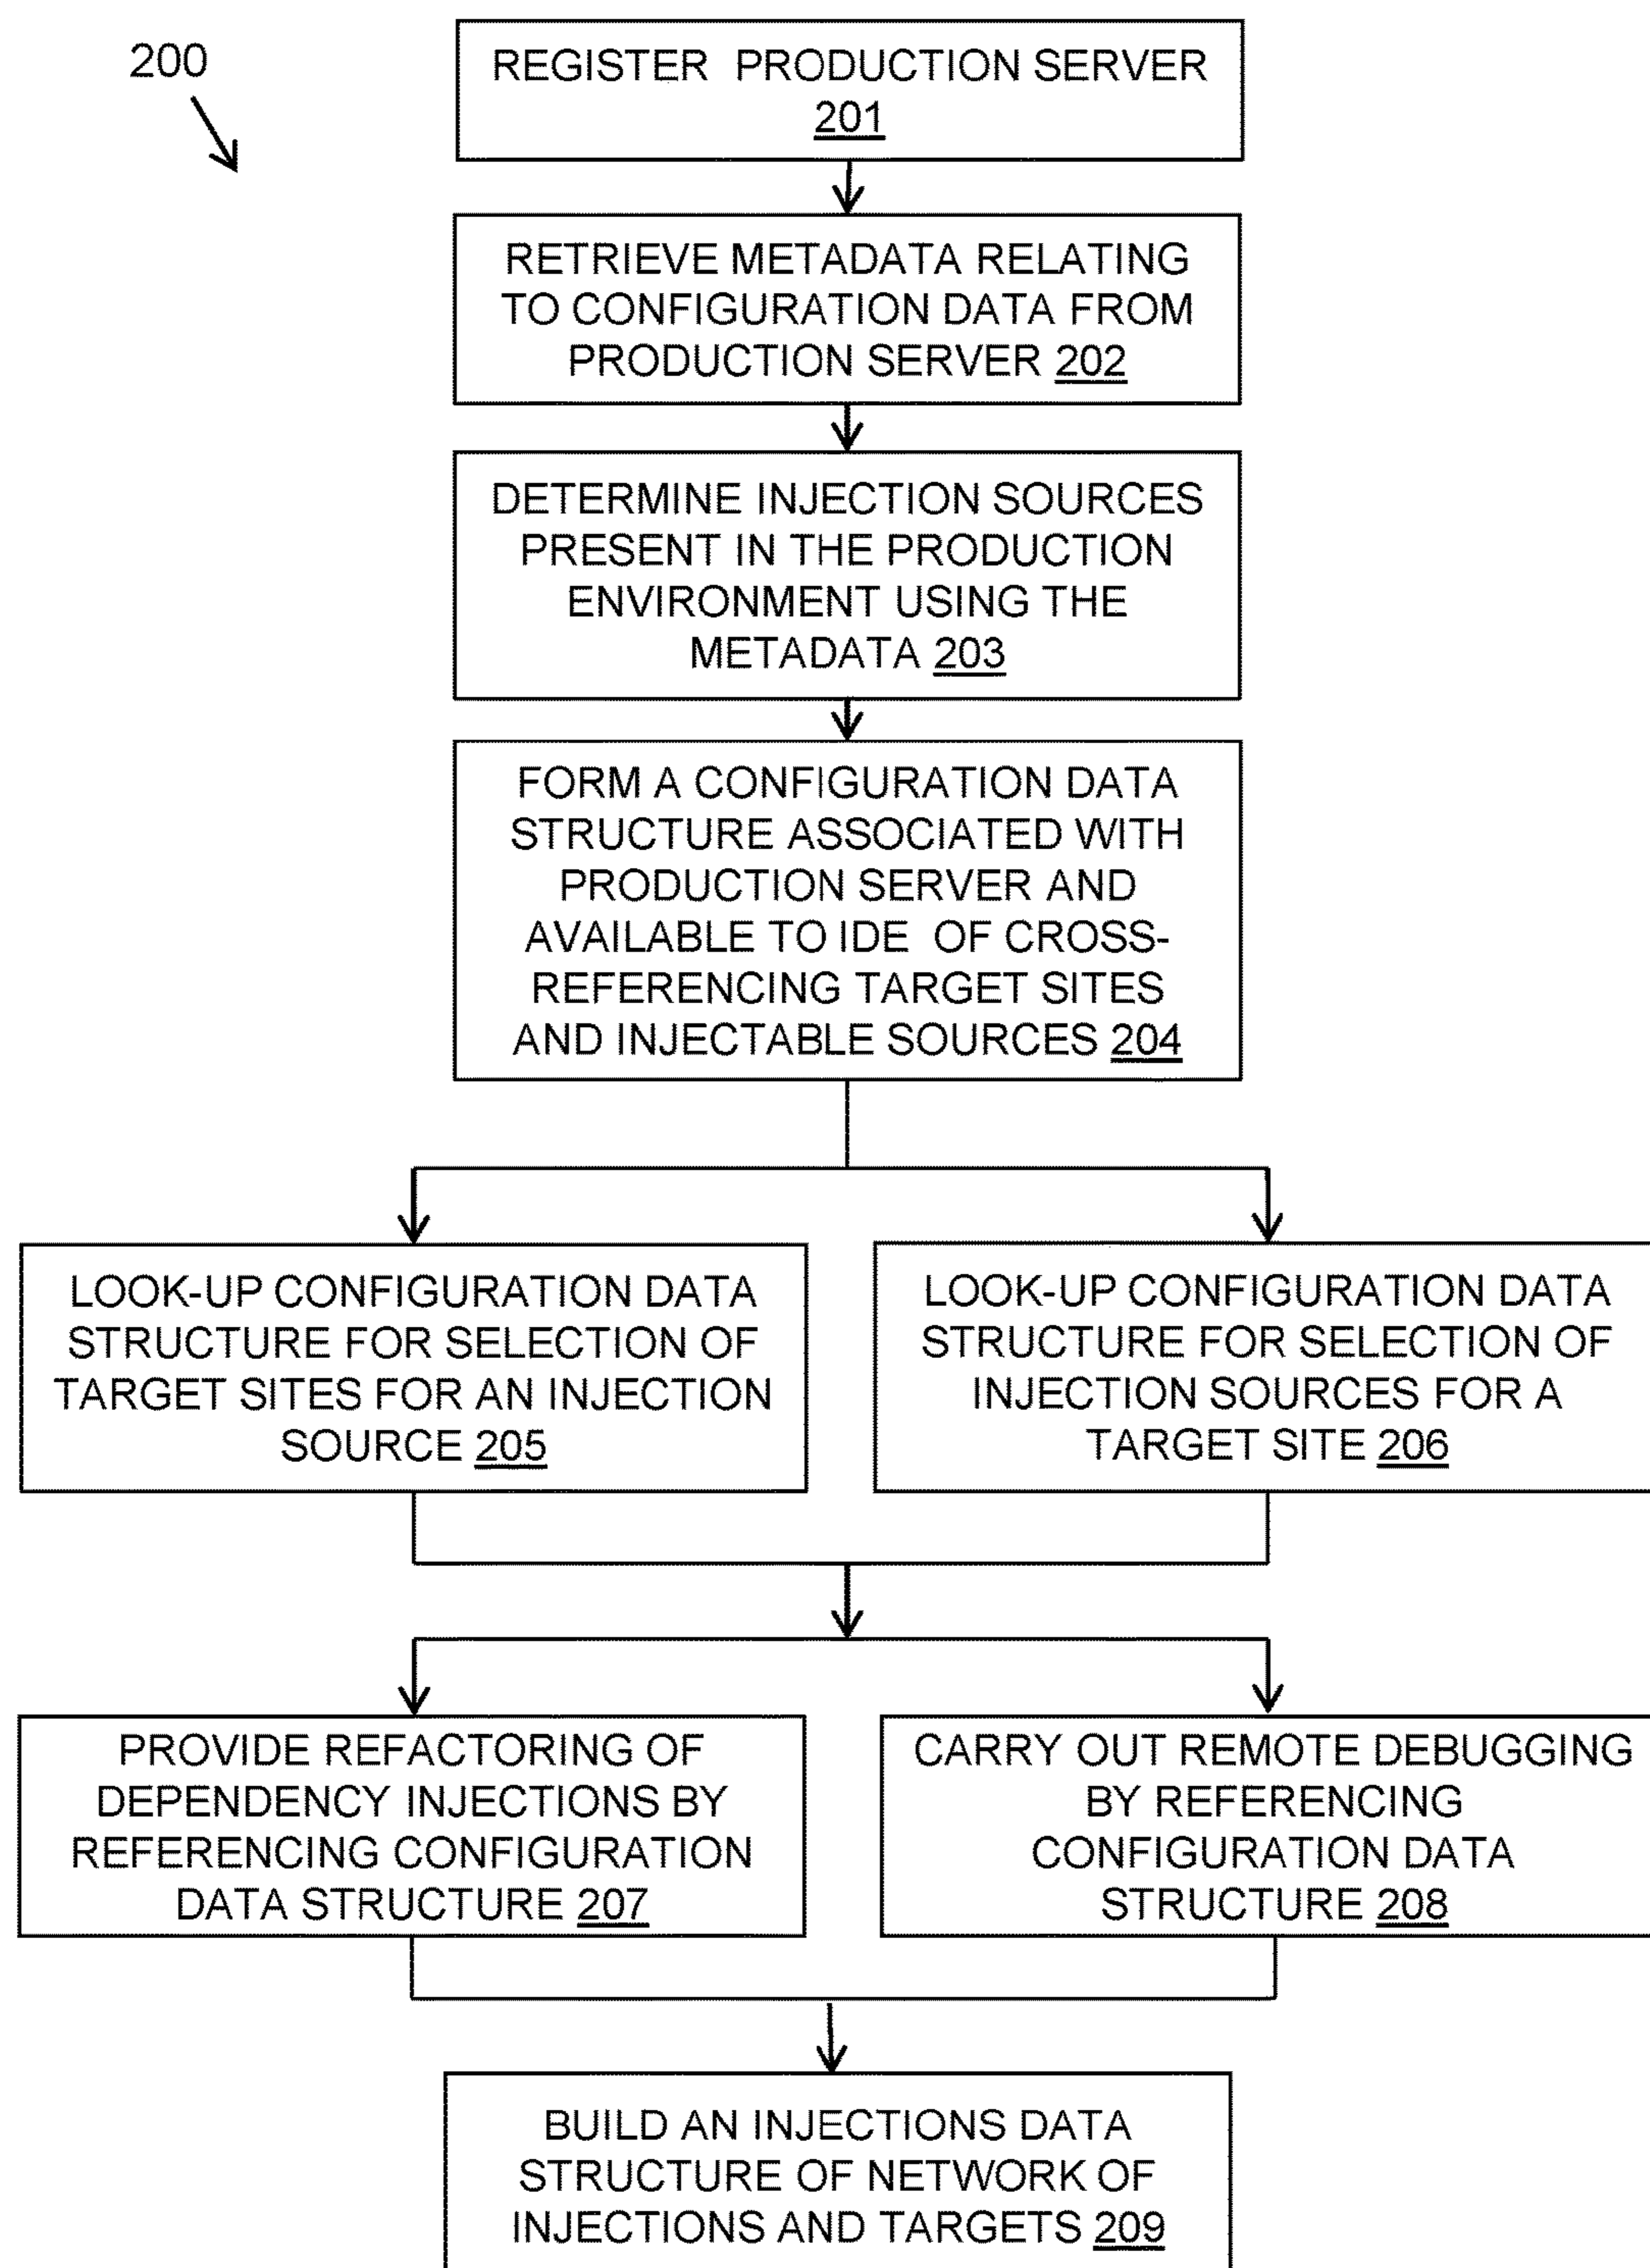 200
REGISTER PRODUCTION SERVER
201
RETRIEVE METADATA RELATING
TO CONFIGURATION DATA FROM
PRODUCTION SERVER 202
DETERMINE INJECTION SOURCES
PRESENT IN THE PRODUCTION
ENVIRONMENT USING THE
METADATA 203
FORM A CONFIGURATION DATA
STRUCTURE ASSOCIATED WITH
PRODUCTION SERVER AND
AVAILABLE TO IDE OF CROSS-
REFERENCING TARGET SITES
AND INJECTABLE SOURCES 204
LOOK-UP CONFIGURATION DATA
STRUCTURE FOR SELECTION OF
TARGET SITES FOR AN INJECTION
SOURCE 205
LOOK-UP CONFIGURATION DATA
STRUCTURE FOR SELECTION OF
INJECTION SOURCES FOR A
TARGET SITE 206
PROVIDE REFACTORING OF
DEPENDENCY INJECTIONS BY
REFERENCING CONFIGURATION
DATA STRUCTURE 207
CARRY OUT REMOTE DEBUGGING
BY REFERENCING
CONFIGURATION DATA
STRUCTURE 208
BUILD AN INJECTIONS DATA
STRUCTURE OF NETWORK OF
INJECTIONS AND TARGETS 209